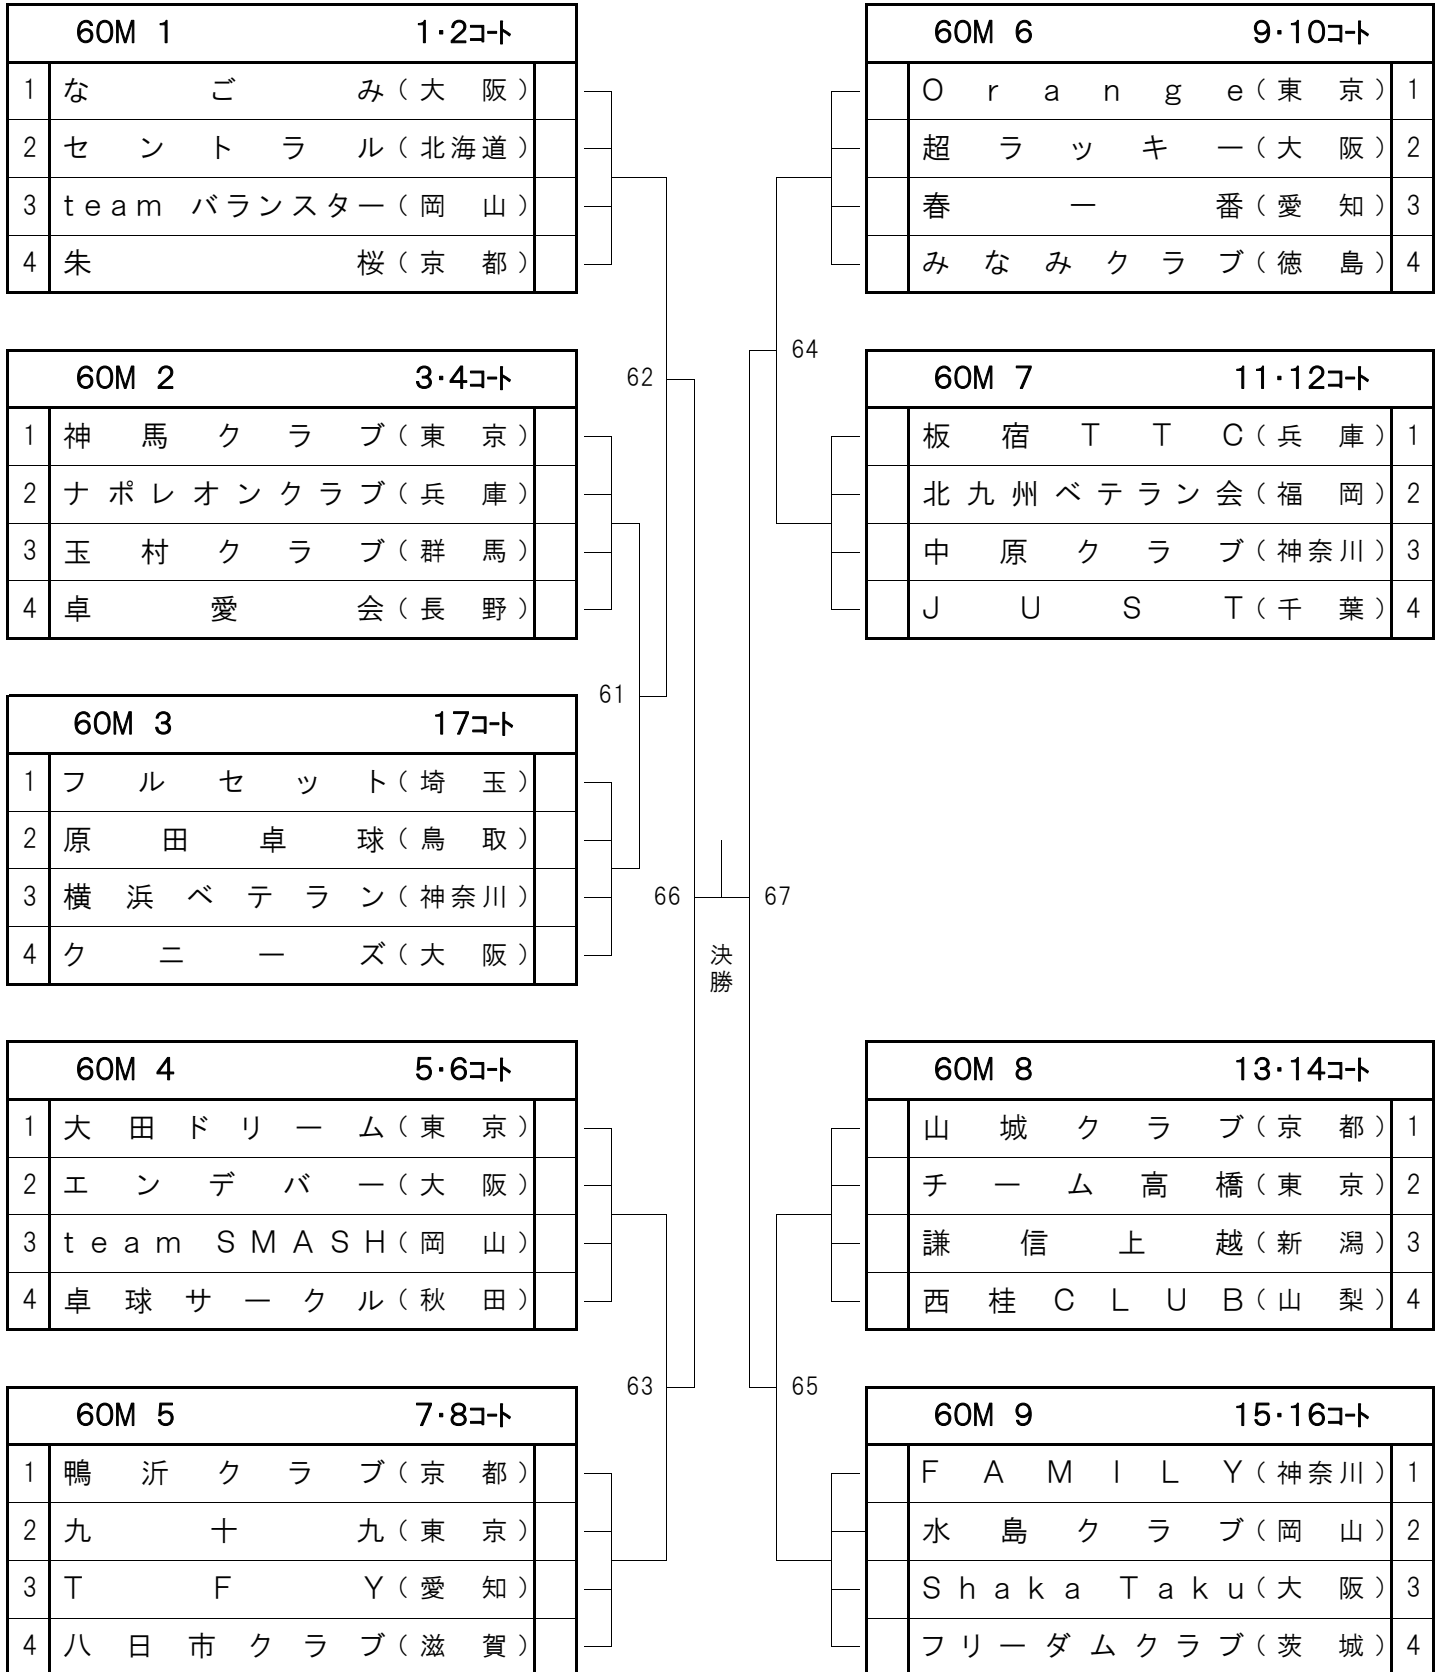 60M 1 1・2コート
1 なごみ（大阪）
2 セントラル（北海道）
3 team バランスター（岡山）
4 朱桜（京都）
60M 2 3・4コート
1 神馬クラブ（東京）
2 ナポレオンクラブ（兵庫）
3 玉村クラブ（群馬）
4 卓愛会（長野）
60M 3 17コート
1 フルセット（埼玉）
2 原田卓球（鳥取）
3 横浜ベテラン（神奈川）
4 クニーズ（大阪）
60M 4 5・6コート
1 大田ドリーム（東京）
2 エンデバー（大阪）
3 team SMASH（岡山）
4 卓球サークル（秋田）
60M 5 7・8コート
1 鴨沂クラブ（京都）
2 九十九（東京）
3 TFY（愛知）
4 八日市クラブ（滋賀）
62
61
63
66
決勝
67
64
65
60M 6 9・10コート
Orange（東京） 1
超ラッキー（大阪） 2
春一番（愛知） 3
みなみクラブ（徳島） 4
60M 7 11・12コート
板宿TTC（兵庫） 1
北九州ベテラン会（福岡） 2
中原クラブ（神奈川） 3
JUST（千葉） 4
60M 8 13・14コート
山城クラブ（京都） 1
チーム高橋（東京） 2
謙信上越（新潟） 3
西桂CLUB（山梨） 4
60M 9 15・16コート
FAMILY（神奈川） 1
水島クラブ（岡山） 2
Shaka Taku（大阪） 3
フリーダムクラブ（茨城） 4